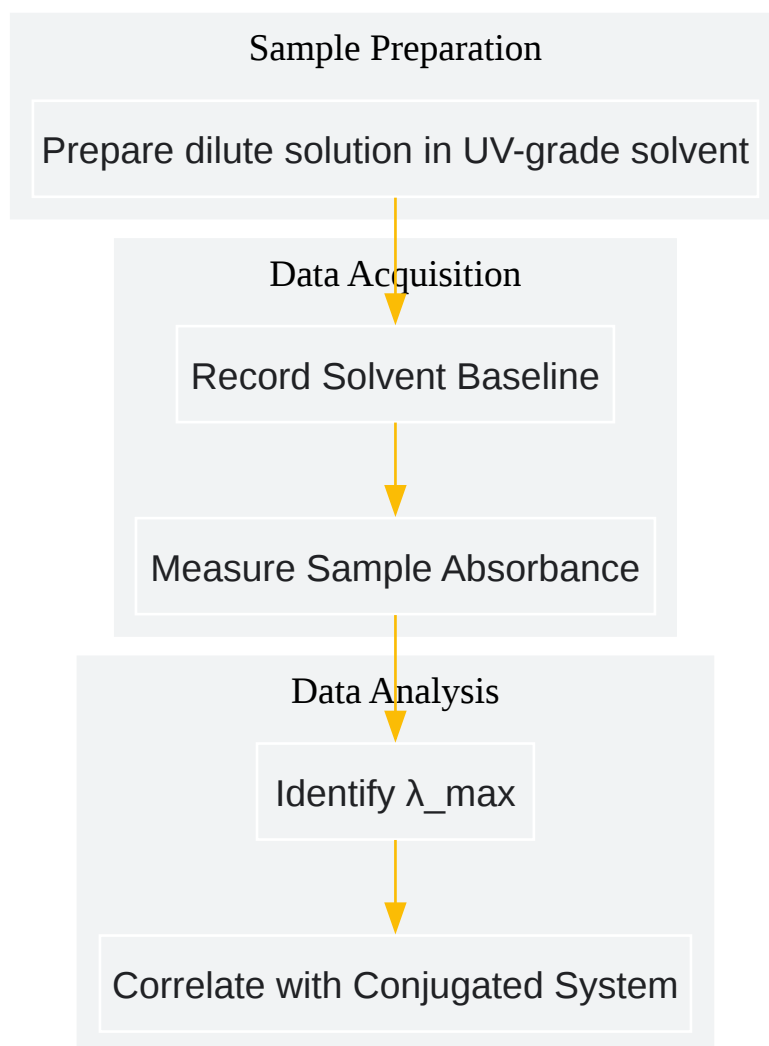 Sample Preparation
Prepare dilute solution in UV-grade solvent
Data Acquisition
Record Solvent Baseline
Measure Sample Absorbance
Data Analysis
Identify λ_max
Correlate with Conjugated System